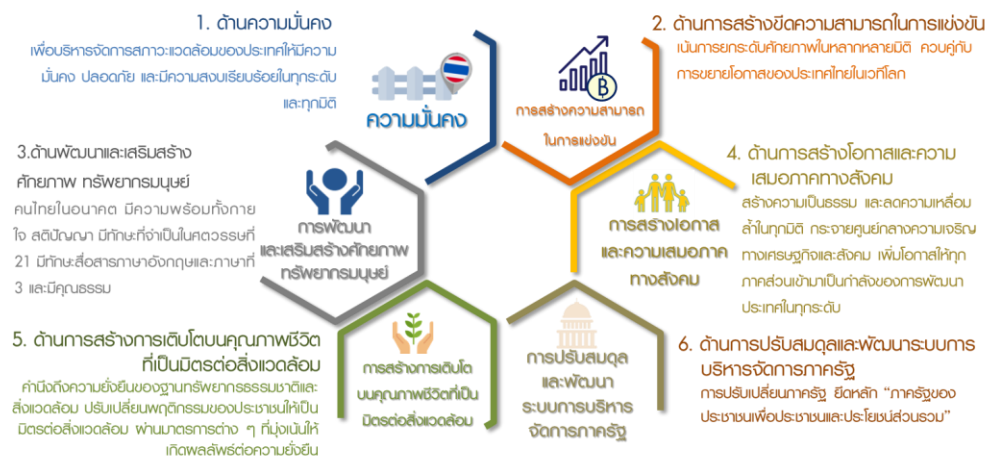 1. ด้านความมั่นคง
เพื่อบริหารจัดการสภาวะแวดล้อมของประเทศให้มีความ
มั่นคง ปลอดภัย และมีความสงบเรียบร้อยในทุกระดับ
และทุกมิติ
ความมั่นคง
2. ด้านการสร้างขีดความสามารถในการแข่งขัน
เน้นการยกระดับศักยภาพในหลากหลายมิติ ควบคู่กับ
การขยายโอกาสของประเทศไทยในเวทีโลก
การสร้างความสามารถ
ในการแข่งขัน
3.ด้านพัฒนาและเสริมสร้าง
ศักยภาพ ทรัพยากรมนุษย์
คนไทยในอนาคต มีความพร้อมทั้งกาย
ใจ สติปัญญา มีทักษะที่จำเป็นในศตวรรษที่
21 มีทักษะสื่อสารภาษาอังกฤษและภาษาที่
3 และมีคุณธรรม
การพัฒนา
และเสริมสร้างศักยภาพ
ทรัพยากรมนุษย์
4. ด้านการสร้างโอกาสและความ
เสมอภาคทางสังคม
สร้างความเป็นธรรม และลดความเหลื่อม
ล้ำในทุกมิติ กระจายศูนย์กลางความเจริญ
ทางเศรษฐกิจและสังคม เพิ่มโอกาสให้ทุก
ภาคส่วนเข้ามาเป็นกำลังของการพัฒนา
ประเทศในทุกระดับ
การสร้างโอกาส
และความเสมอภาค
ทางสังคม
5. ด้านการสร้างการเติบโตบนคุณภาพชีวิต
ที่เป็นมิตรต่อสิ่งแวดล้อม
คำนึงถึงความยั่งยืนของฐานทรัพยากรธรรมชาติและ
สิ่งแวดล้อม ปรับเปลี่ยนพฤติกรรมของประชาชนให้เป็น
มิตรต่อสิ่งแวดล้อม ผ่านมาตรการต่าง ๆ ที่มุ่งเน้นให้
เกิดผลลัพธ์ต่อความยั่งยืน
การสร้างการเติบโต
บนคุณภาพชีวิตที่เป็น
มิตรต่อสิ่งแวดล้อม
การปรับสมดุล
และพัฒนา
ระบบการบริหาร
จัดการภาครัฐ
6. ด้านการปรับสมดุลและพัฒนาระบบการ
บริหารจัดการภาครัฐ
การปรับเปลี่ยนภาครัฐ ยึดหลัก “ภาครัฐของ
ประชาชนเพื่อประชาชนและประโยชน์ส่วนรวม”